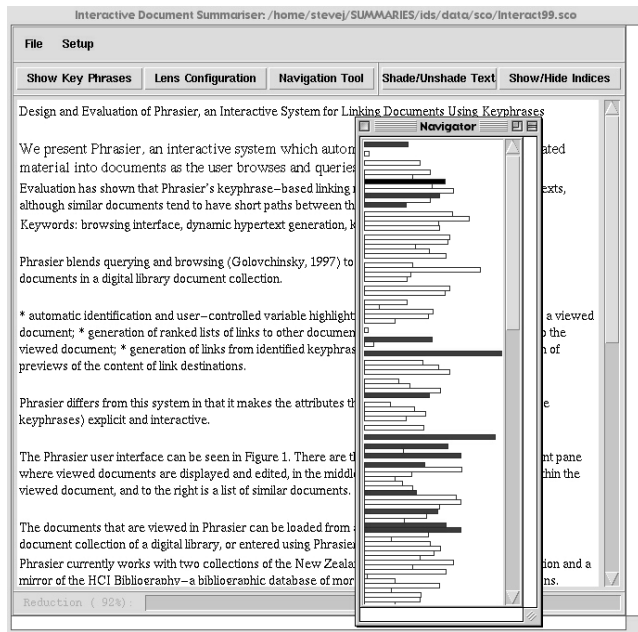 Interactive Document Summariser: /home/stevej/SUMMARIES/ids/data/sco/Interact99.sco
File Setup
Show Key Phrases Lens Configuration Navigation Tool Shade/Unshade Text Show/Hide Indices
Design and Evaluation of Phrasier, an Interactive System for Linking Documents Using Keyphrases
Navigator
We present Phrasier, an interactive system which autom ated
material into documents as the user browses and queries
Evaluation has shown that Phrasier's keyphrase-based linking exts,
although similar documents tend to have short paths between th
Keywords: browsing interface, dynamic hypertext generation, k
Phrasier blends querying and browsing (Golovchinsky, 1997) to
documents in a digital library document collection.
* automatic identification and user-controlled variable highlight a viewed
document; * generation of ranked lists of links to other documen o the
viewed document; * generation of links from identified keyphras n of
previews of the content of link destinations.
Phrasier differs from this system in that it makes the attributes th e
keyphrases) explicit and interactive.
The Phrasier user interface can be seen in Figure 1. There are th nt pane
where viewed documents are displayed and edited, in the middle thin the
viewed document, and to the right is a list of similar documents.
The documents that are viewed in Phrasier can be loaded from a
document collection of a digital library, or entered using Phrasie
Phrasier currently works with two collections of the New Zeala ion and a
mirror of the HCI Bibliography-a bibliographic database of mor ns.
Reduction ( 92%):